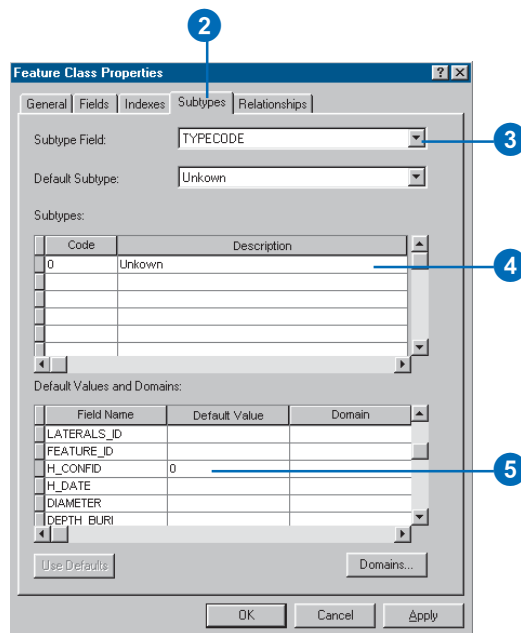 2
Feature Class Properties
General Fields Indexes Subtypes Relationships
Subtype Field: TYPECODE 3
Default Subtype: Unkown
Subtypes:
Code Description
0 Unkown 4
Default Values and Domains:
Field Name Default Value Domain
LATERALS_ID
FEATURE_ID
H_CONFID 0 5
H_DATE
DIAMETER
DEPTH_BURI
Use Defaults Domains...
OK Cancel Apply